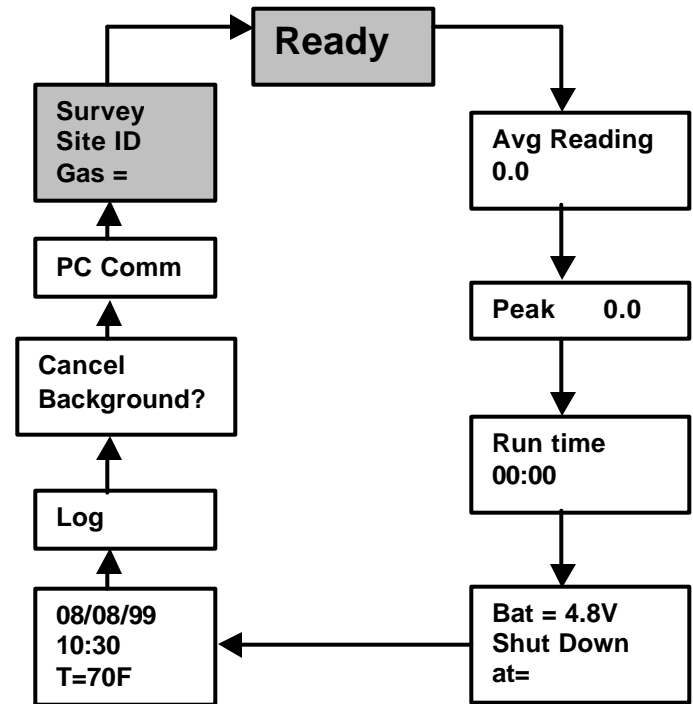 Ready
Survey
Site ID
Gas =
Avg Reading
0.0
PC Comm
Peak 0.0
Cancel
Background?
Run time
00:00
Log
08/08/99
10:30
T=70F
Bat = 4.8V
Shut Down
at=